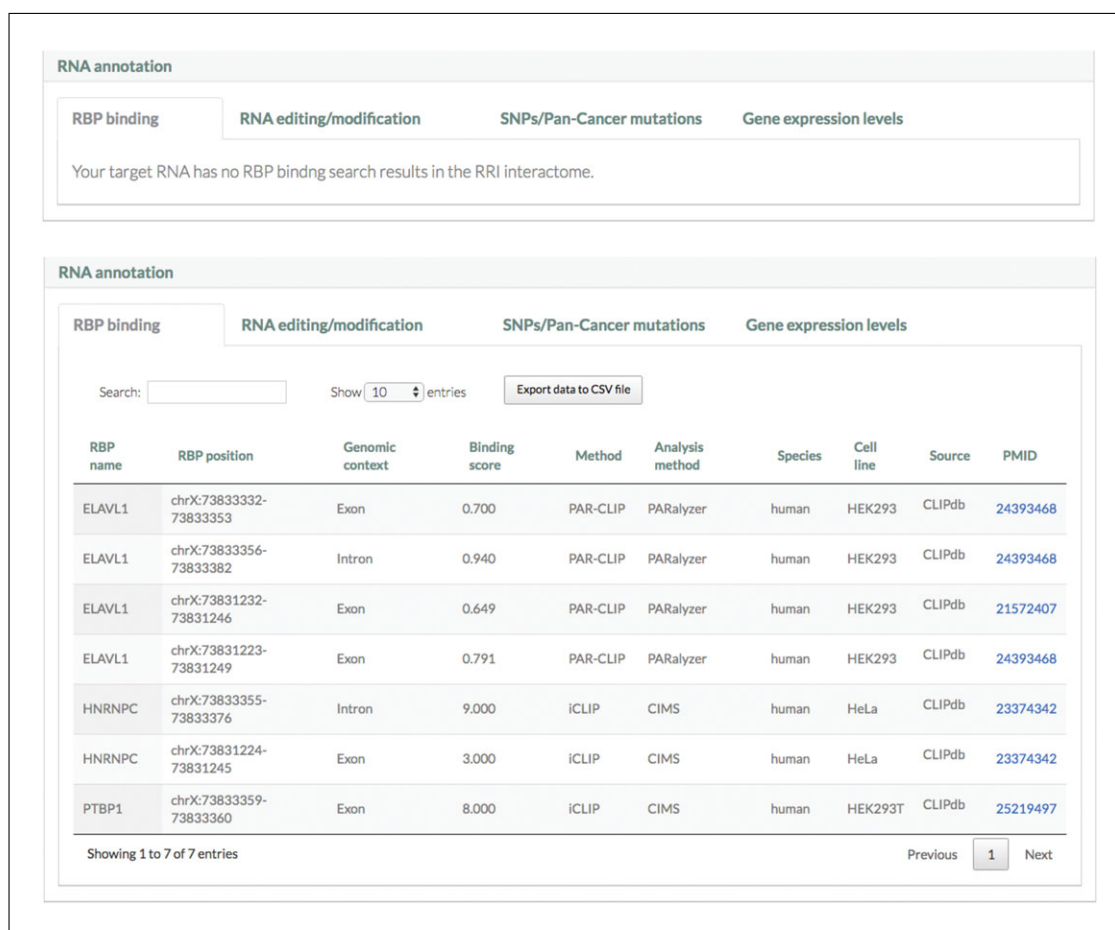 RNA annotation
RBP binding RNA editing/modification SNPs/Pan-Cancer mutations Gene expression levels
Your target RNA has no RBP bindng search results in the RRI interactome.
RNA annotation
RBP binding RNA editing/modification SNPs/Pan-Cancer mutations Gene expression levels
Search: Show 10 entries Export data to CSV file
RBP name RBP position Genomic context Binding score Method Analysis method Species Cell line Source PMID
ELAVL1 chrX:73833332-73833353 Exon 0.700 PAR-CLIP PARalyzer human HEK293 CLIPdb 24393468
ELAVL1 chrX:73833356-73833382 Intron 0.940 PAR-CLIP PARalyzer human HEK293 CLIPdb 24393468
ELAVL1 chrX:73831232-73831246 Exon 0.649 PAR-CLIP PARalyzer human HEK293 CLIPdb 21572407
ELAVL1 chrX:73831223-73831249 Exon 0.791 PAR-CLIP PARalyzer human HEK293 CLIPdb 24393468
HNRNPC chrX:73833355-73833376 Intron 9.000 iCLIP CIMS human HeLa CLIPdb 23374342
HNRNPC chrX:73831224-73831245 Exon 3.000 iCLIP CIMS human HeLa CLIPdb 23374342
PTBP1 chrX:73833359-73833360 Exon 8.000 iCLIP CIMS human HEK293T CLIPdb 25219497
Showing 1 to 7 of 7 entries Previous 1 Next